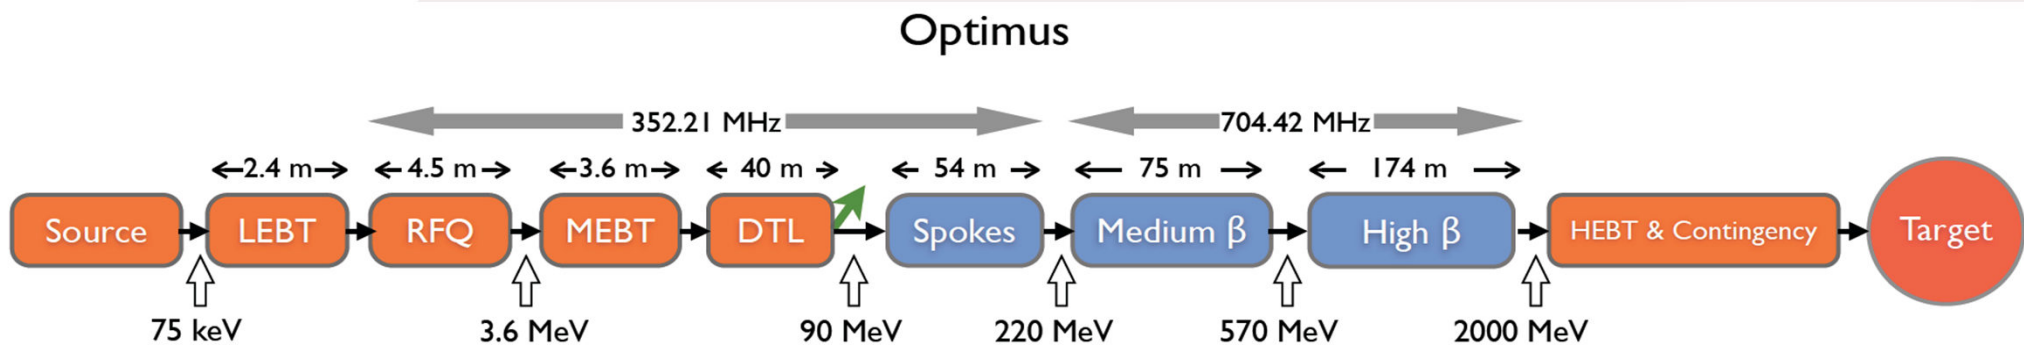 Optimus
352.21 MHz 704.42 MHz
2.4 m 4.5 m 3.6 m 40 m 54 m 75 m 174 m
Source LEBT RFQ MEBT DTL Spokes Medium β High β HEBT & Contingency Target
75 keV 3.6 MeV 90 MeV 220 MeV 570 MeV 2000 MeV